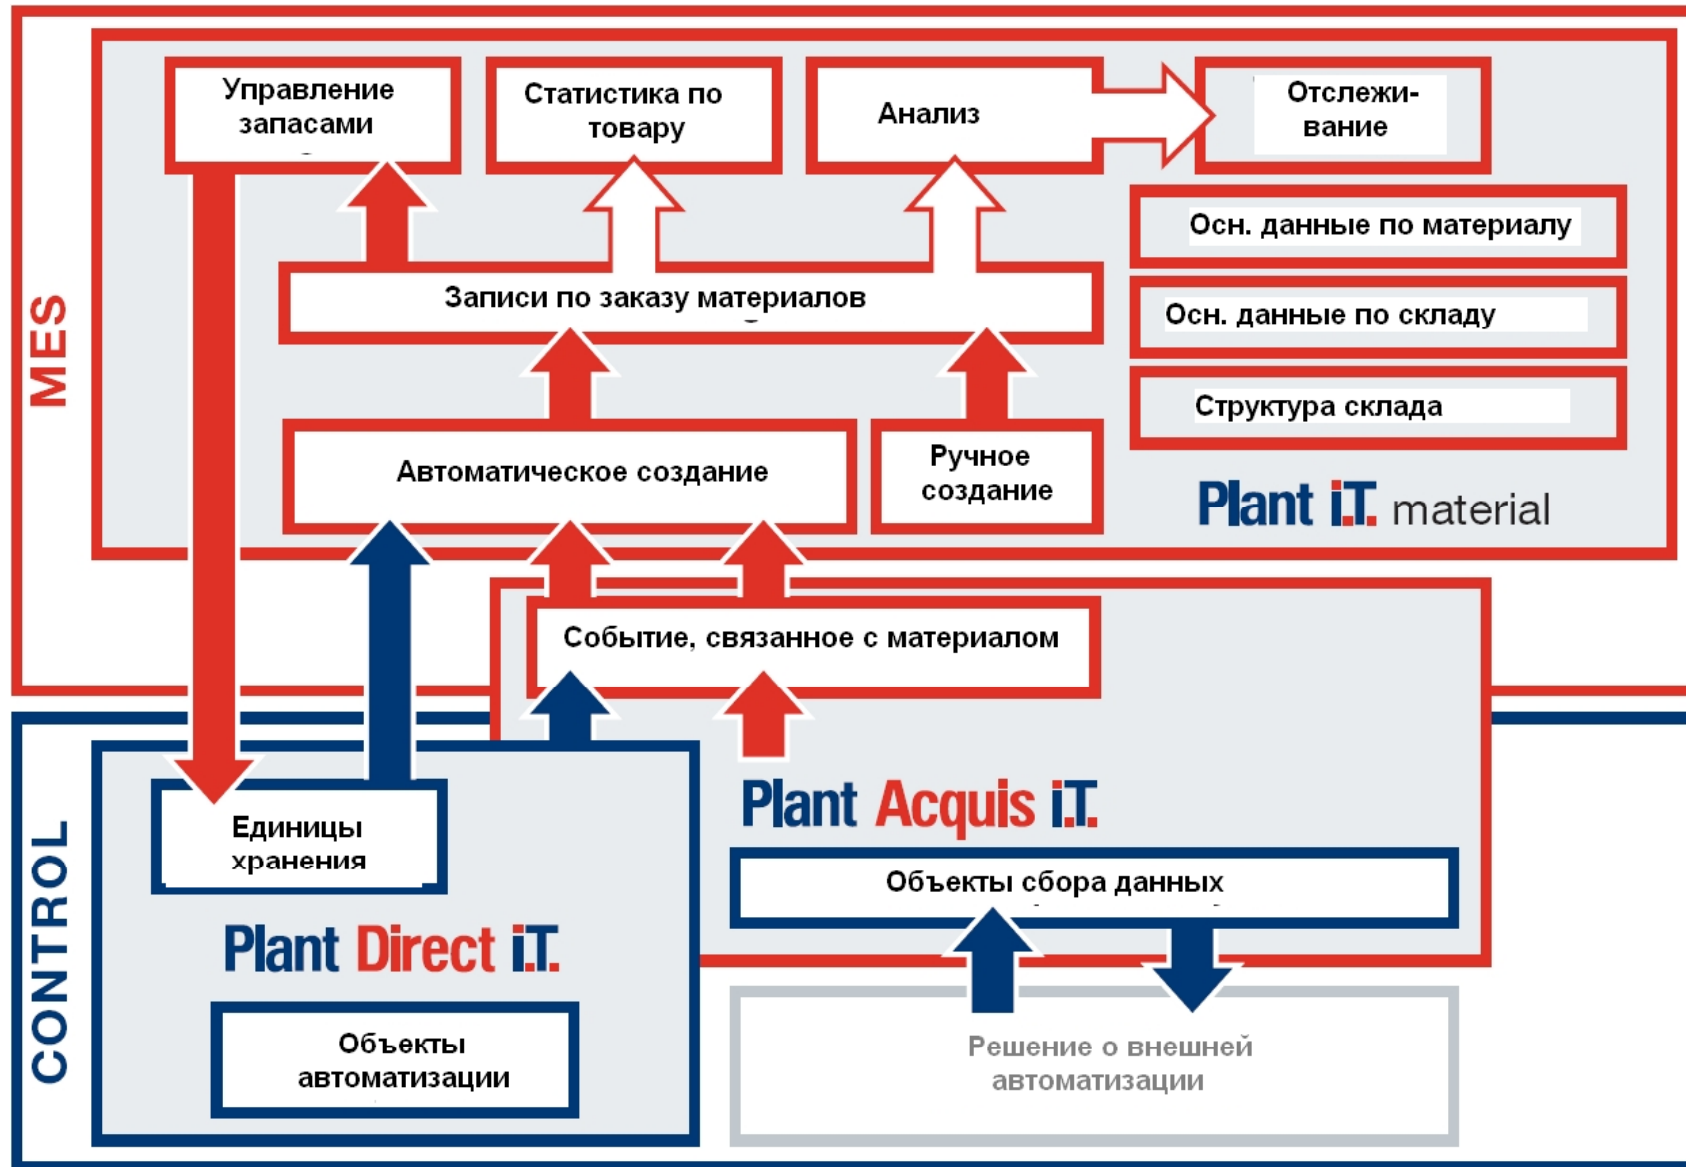 Управление
запасами
Статистика по
товару
Анализ
Отслежи-
вание
Осн. данные по материалу
Записи по заказу материалов
Осн. данные по складу
Структура склада
MES
Автоматическое создание
Ручное
создание
Plant i.T. material
Событие, связанное с материалом
Plant Acquis i.T.
Единицы
хранения
Объекты сбора данных
CONTROL
Plant Direct i.T.
Объекты
автоматизации
Решение о внешней
автоматизации